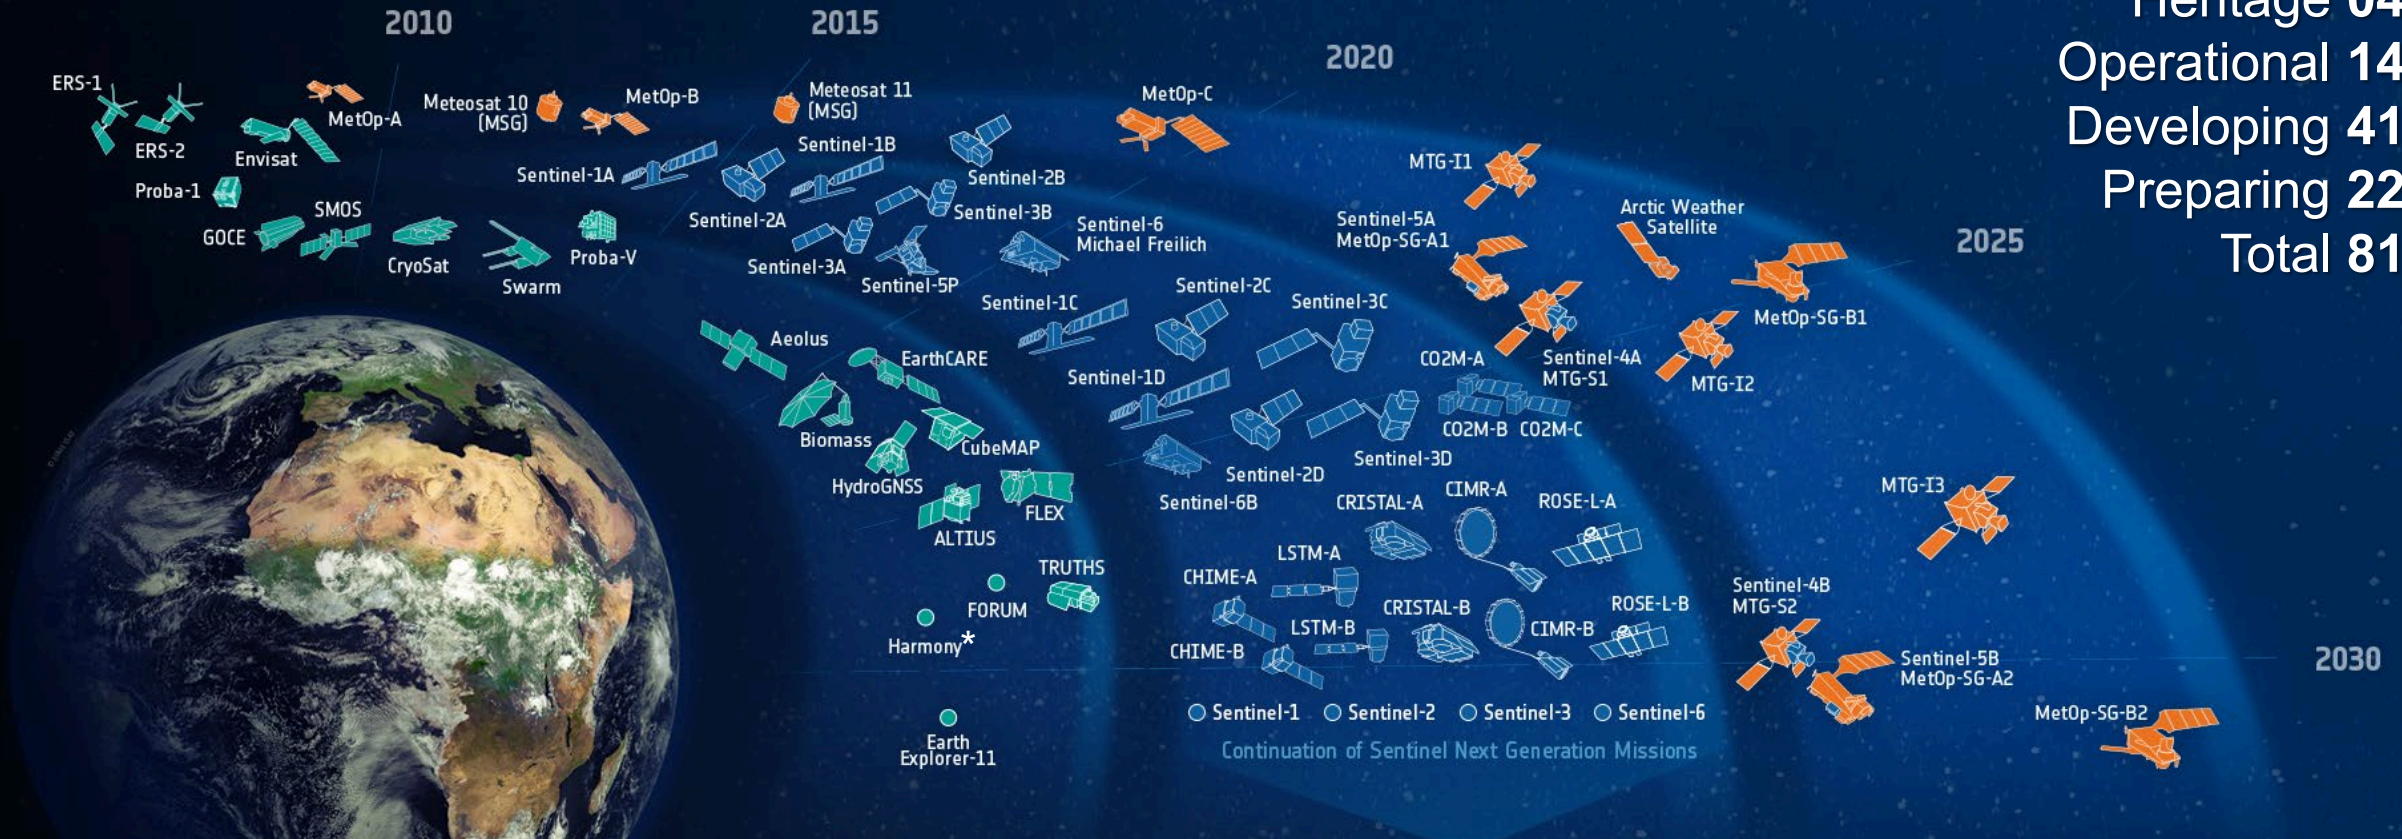 2010
2015
2020
2025
2030
Heritage 04
Operational 14
Developing 41
Preparing 22
Total 81
ERS-1
ERS-2
Envisat
MetOp-A
Meteosat 10
(MSG)
MetOp-B
Meteosat 11
(MSG)
MetOp-C
Proba-1
GOCE
SMOS
CryoSat
Swarm
Proba-V
Sentinel-1A
Sentinel-2A
Sentinel-1B
Sentinel-2B
Sentinel-3B
Sentinel-3A
Sentinel-5P
Sentinel-6
Michael Freilich
MTG-I1
Sentinel-5A
MetOp-SG-A1
Arctic Weather
Satellite
MetOp-SG-B1
Sentinel-1C
Sentinel-2C
Sentinel-3C
Sentinel-4A
MTG-S1
MTG-I2
Aeolus
EarthCARE
Biomass
CubeMAP
HydroGNSS
FLEX
ALTIUS
TRUTHS
FORUM
Harmony*
Earth
Explorer-11
Sentinel-1D
Sentinel-2D
Sentinel-3D
Sentinel-6B
CO2M-A
CO2M-B
CO2M-C
CRISTAL-A
CIMR-A
ROSE-L-A
LSTM-A
CHIME-A
CRISTAL-B
CIMR-B
ROSE-L-B
LSTM-B
CHIME-B
MTG-I3
Sentinel-4B
MTG-S2
Sentinel-5B
MetOp-SG-A2
MetOp-SG-B2
Sentinel-1
Sentinel-2
Sentinel-3
Sentinel-6
Continuation of Sentinel Next Generation Missions